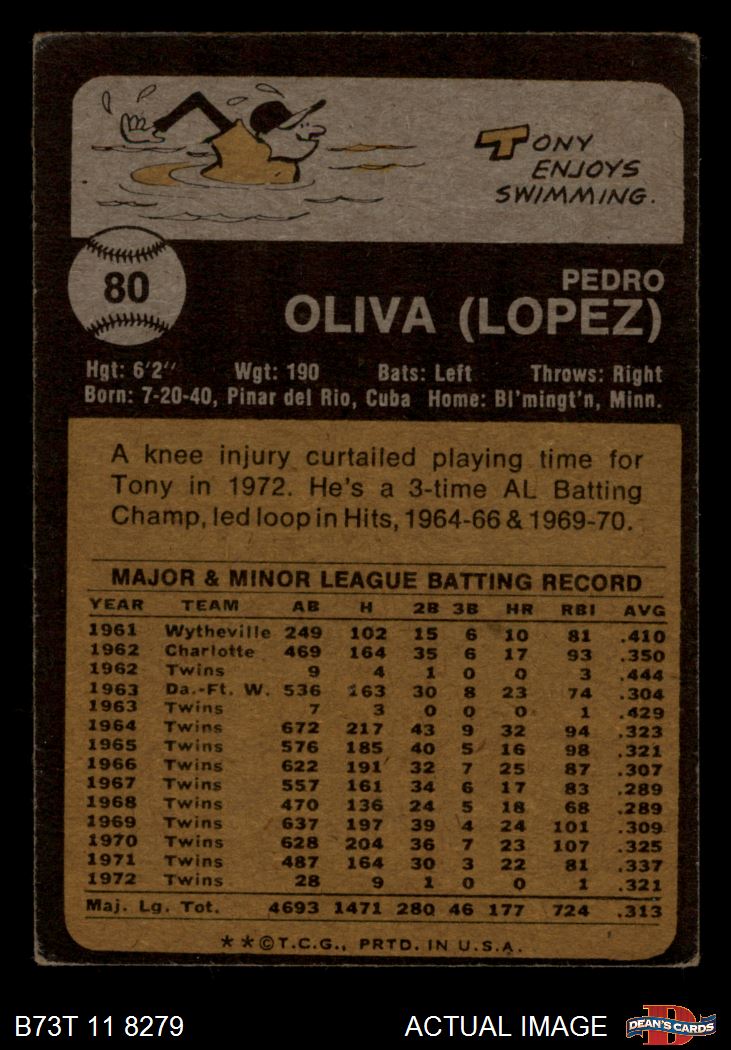 TONY
ENJOYS
SWIMMING.
80
PEDRO
OLIVA (LOPEZ)
Hgt: 6'2" Wgt: 190 Bats: Left Throws: Right
Born: 7-20-40, Pinar del Rio, Cuba Home: Bl'mingt'n, Minn.
A knee injury curtailed playing time for
Tony in 1972. He's a 3-time AL Batting
Champ, led loop in Hits, 1964-66 & 1969-70.
MAJOR & MINOR LEAGUE BATTING RECORD
YEAR TEAM AB H 2B 3B HR RBI AVG
1961 Wytheville 249 102 15 6 10 81 .410
1962 Charlotte 469 164 35 6 17 93 .350
1962 Twins 9 4 1 0 0 3 .444
1963 Da.-Ft. W. 536 163 30 8 23 74 .304
1963 Twins 7 3 0 0 0 1 .429
1964 Twins 672 217 43 9 32 94 .323
1965 Twins 576 185 40 5 16 98 .321
1966 Twins 622 191 32 7 25 87 .307
1967 Twins 557 161 34 6 17 83 .289
1968 Twins 470 136 24 5 18 68 .289
1969 Twins 637 197 39 4 24 101 .309
1970 Twins 628 204 36 7 23 107 .325
1971 Twins 487 164 30 3 22 81 .337
1972 Twins 28 9 1 0 0 1 .321
Maj. Lg. Tot. 4693 1471 280 46 177 724 .313
**©T.C.G., PRTD. IN U.S.A.
B73T 11 8279 ACTUAL IMAGE D DEAN'S CARDS